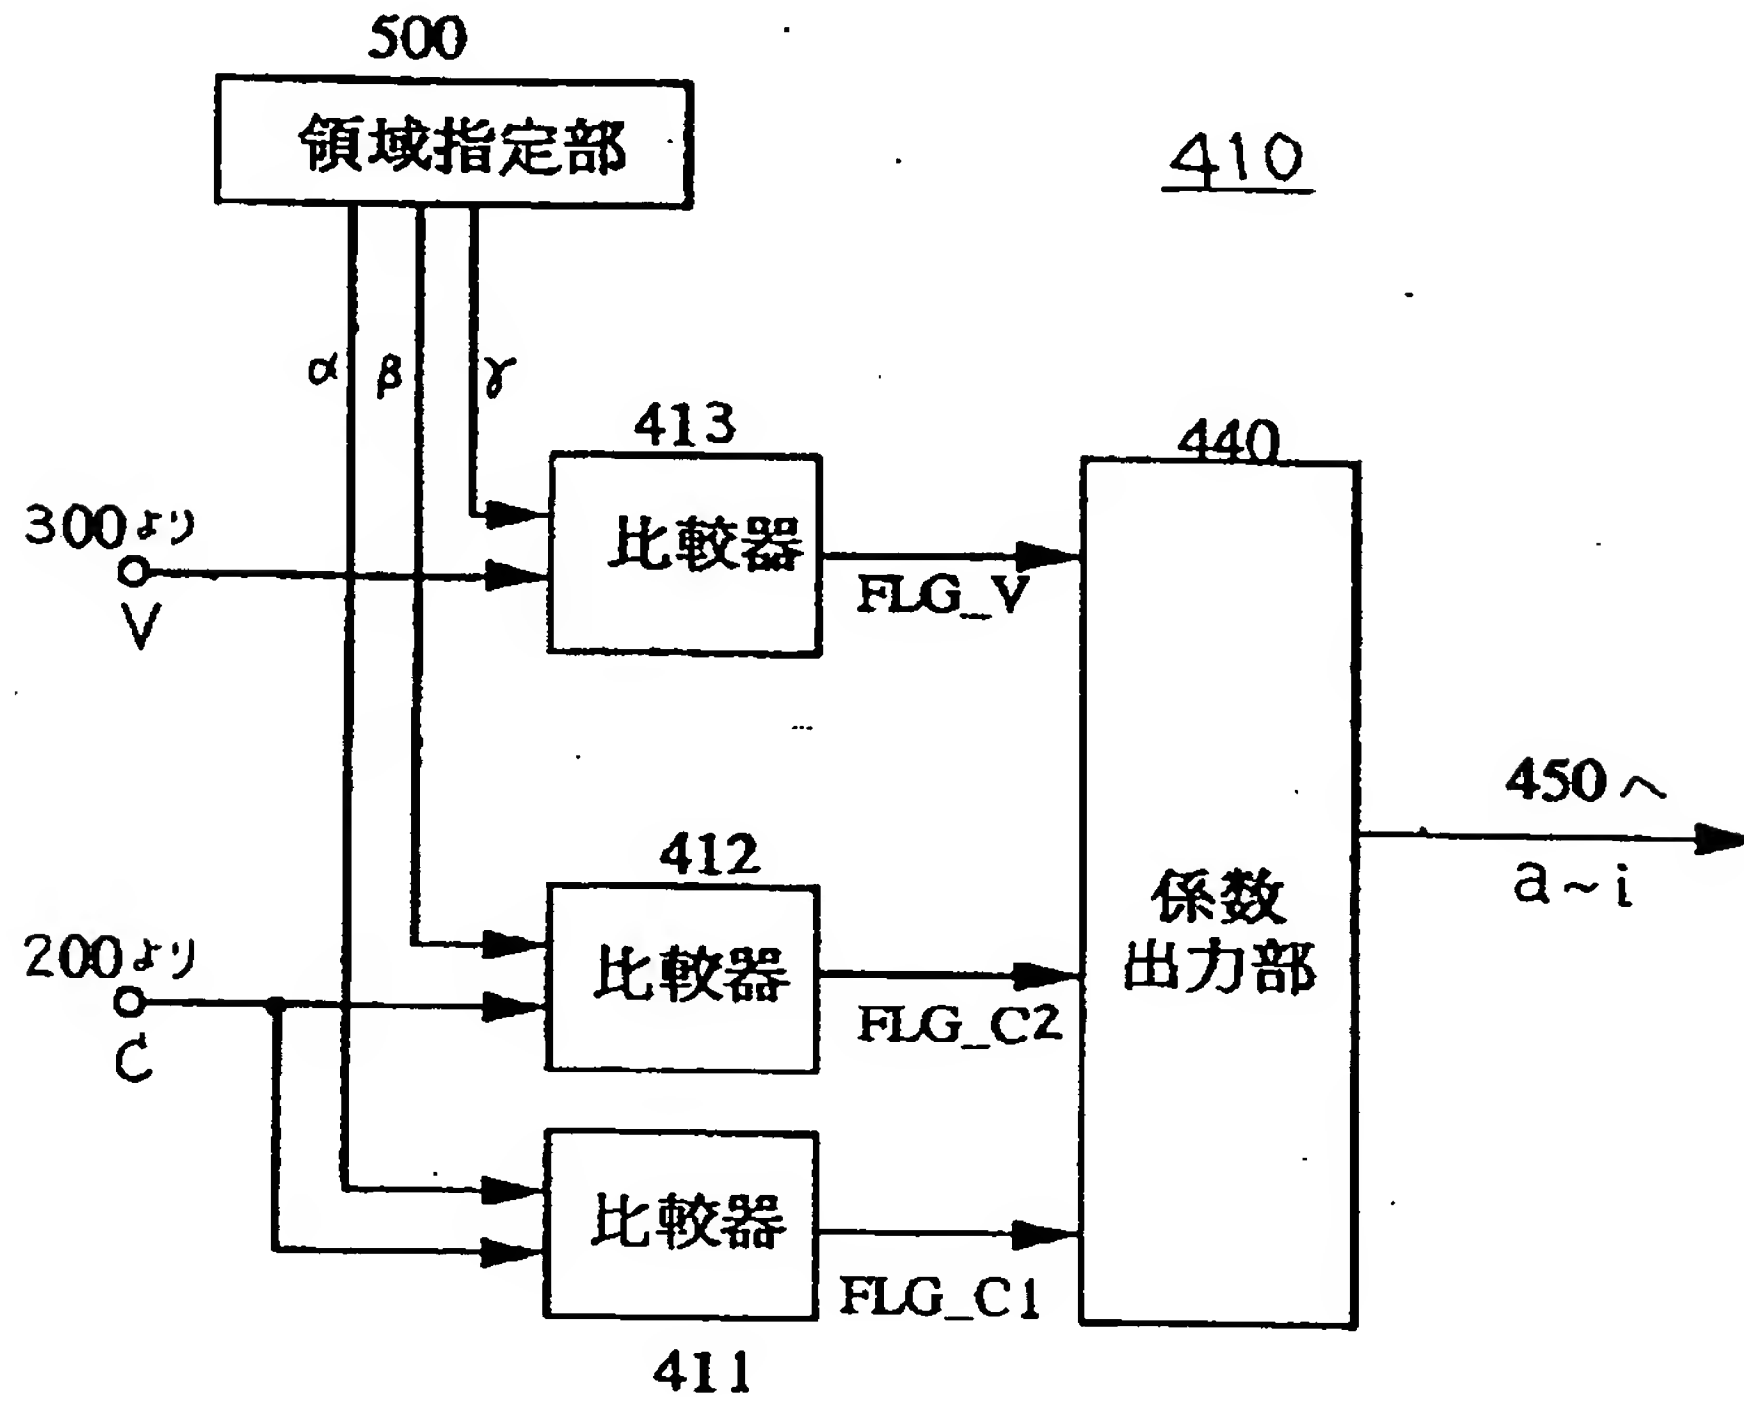 500
領域指定部
410
α
β
γ
413
比較器
440
300より
V
FLG_V
450へ
a~i
係数
出力部
412
比較器
200より
C
FLG_C2
比較器
FLG_C1
411